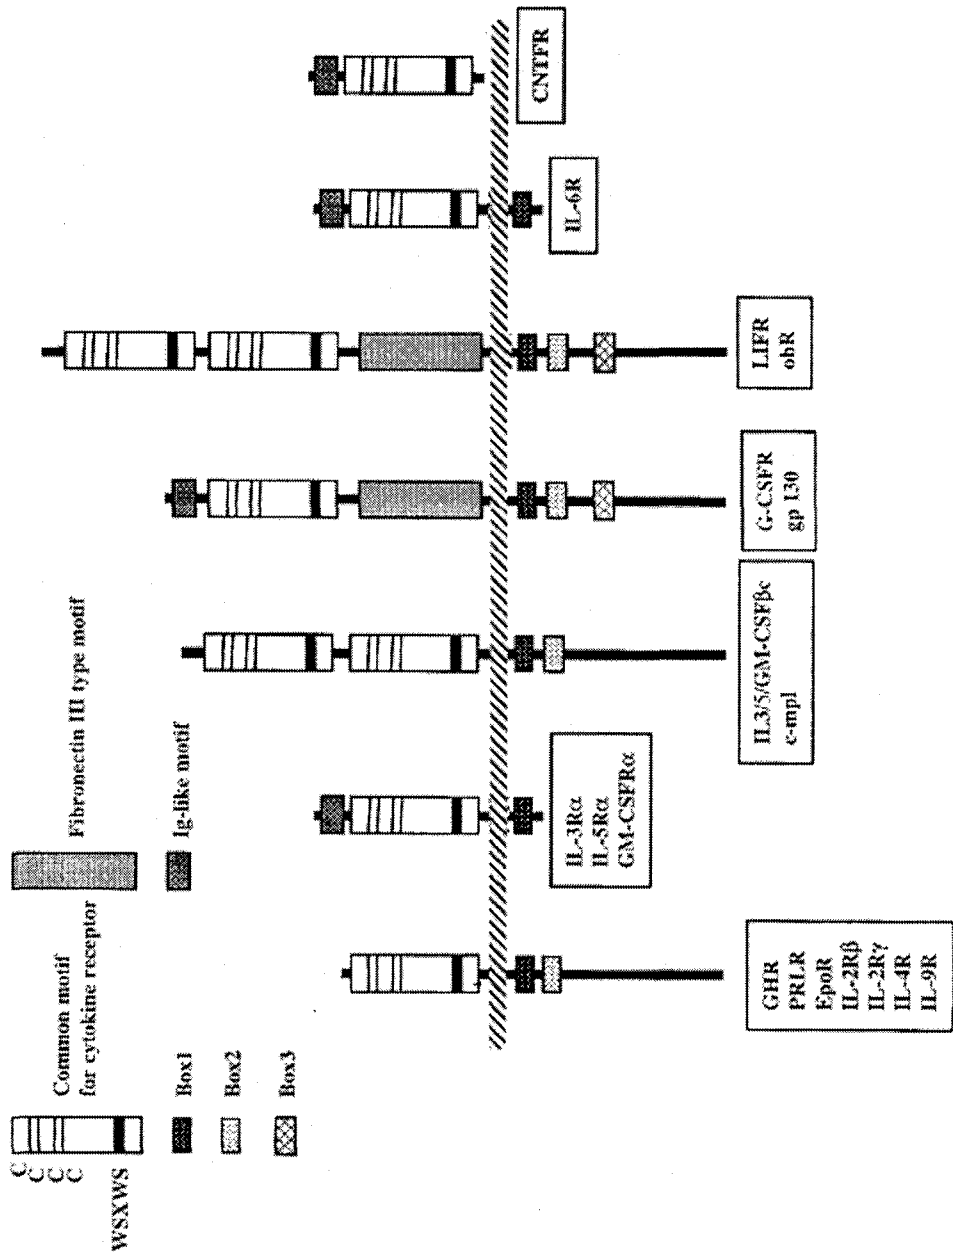 C
C
C
C
WSXWS
Common motif
for cytokine receptor
Fibronectin III type motif
Ig-like motif
Box1
Box2
Box3
GHR
PRLR
EpoR
IL-2Rβ
IL-2Rγ
IL-4R
IL-9R
IL-3Rα
IL-5Rα
GM-CSFRα
IL3/5/GM-CSFβc
c-mpl
G-CSFR
gp 130
LIFR
obR
IL-6R
CNTFR